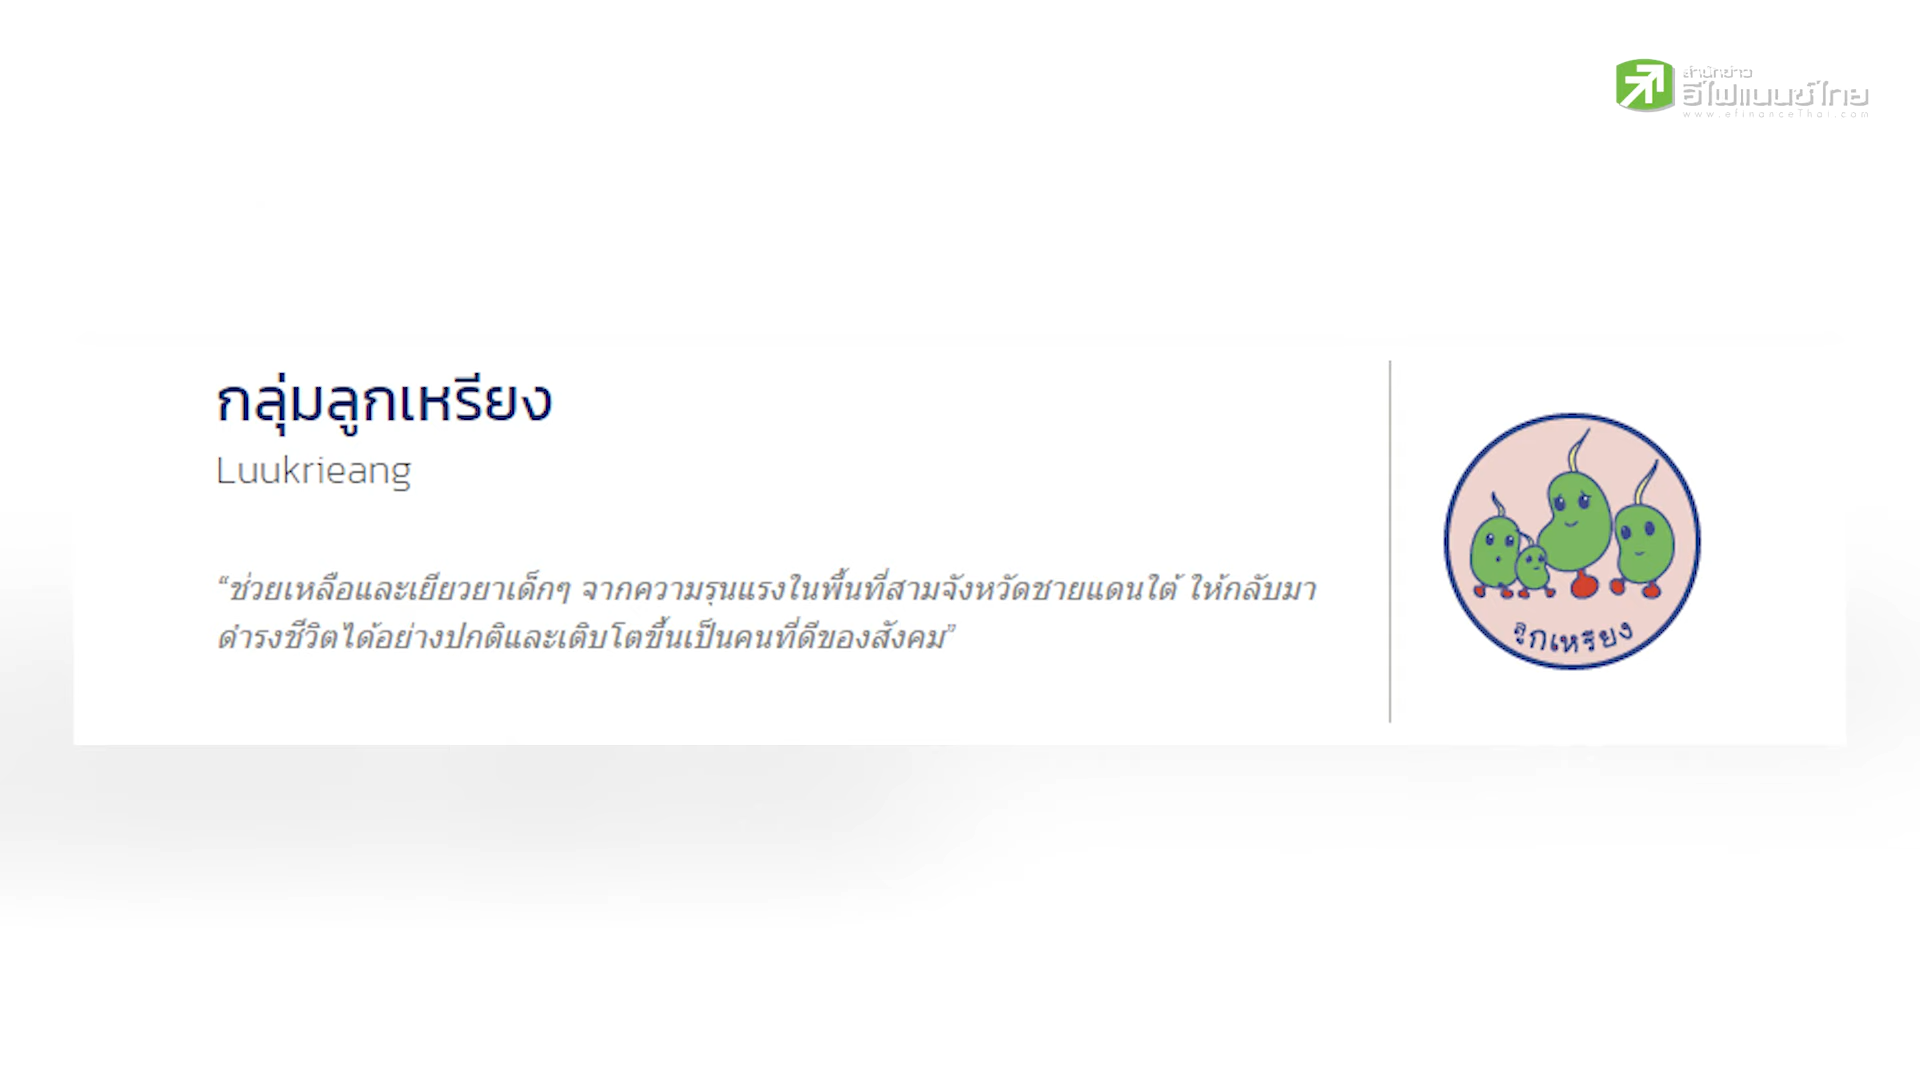 สำนักข่าว
อีไฟแนนซ์ไทย
www.efinanceThai.com
กลุ่มลูกเหรียง
Luukrieang
“ช่วยเหลือและเยียวยาเด็กๆ จากความรุนแรงในพื้นที่สามจังหวัดชายแดนใต้ ให้กลับมา
ดำรงชีวิตได้อย่างปกติและเติบโตขึ้นเป็นคนที่ดีของสังคม”
ลูกเหรียง